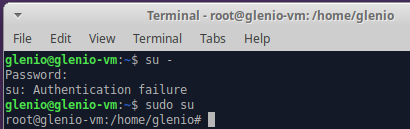 Terminal - root@glenio-vm: /home/glenio
File Edit View Terminal Tabs Help
glenio@glenio-vm:~$ su -
Password:
su: Authentication failure
glenio@glenio-vm:~$ sudo su
root@glenio-vm:/home/glenio#